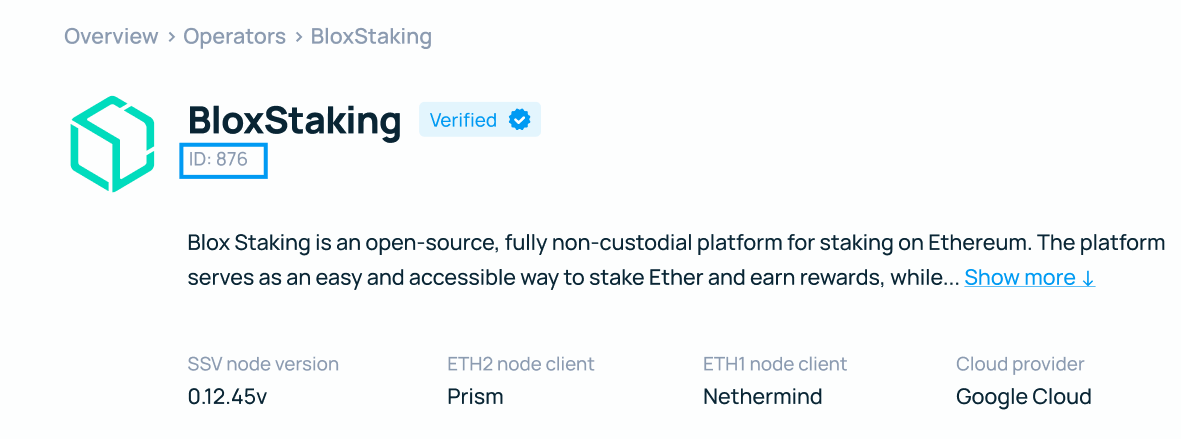 Overview > Operators > BloxStaking
BloxStaking Verified
ID: 876
Blox Staking is an open-source, fully non-custodial platform for staking on Ethereum. The platform
serves as an easy and accessible way to stake Ether and earn rewards, while... Show more ↓
SSV node version ETH2 node client ETH1 node client Cloud provider
0.12.45v Prism Nethermind Google Cloud